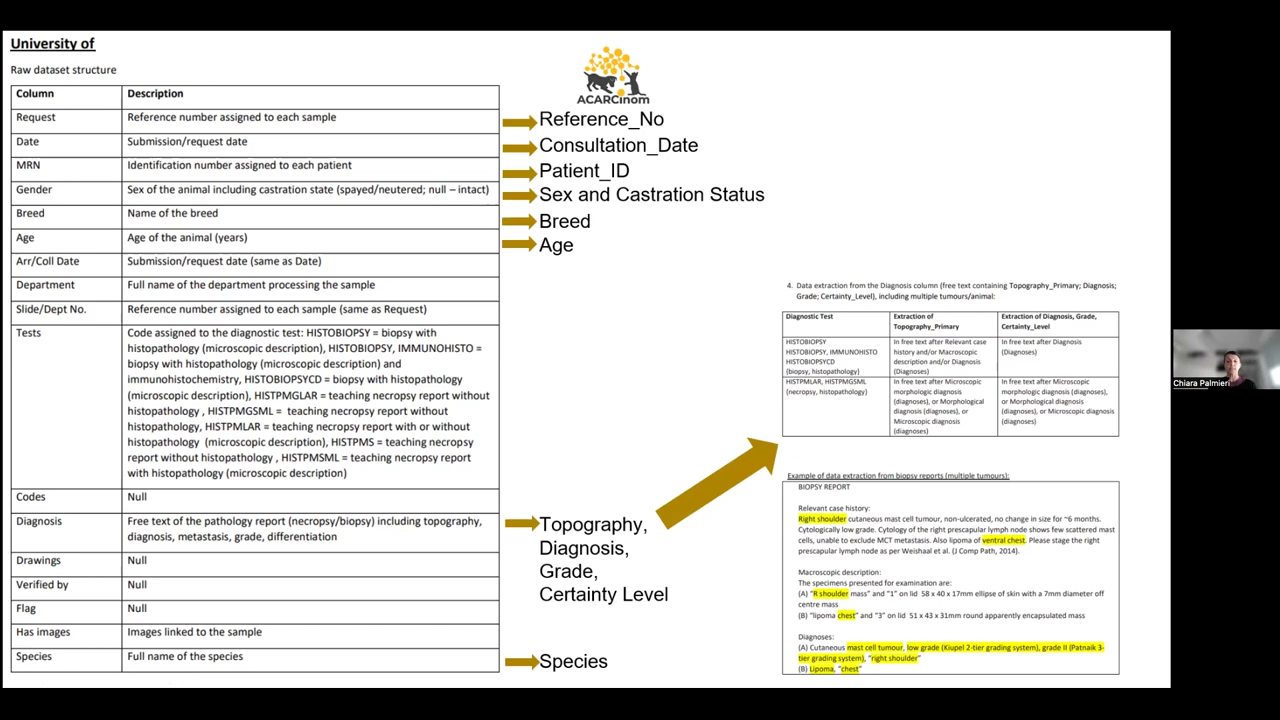 University of
Raw dataset structure
Column Description
Request Reference number assigned to each sample
Date Submission/request date
MRN Identification number assigned to each patient
Gender Sex of the animal including castration state (spayed/neutered; null – intact)
Breed Name of the breed
Age Age of the animal (years)
Arr/Coll Date Submission/request date (same as Date)
Department Full name of the department processing the sample
Slide/Dept No. Reference number assigned to each sample (same as Request)
Tests Code assigned to the diagnostic test: HISTOBIOPSY = biopsy with
histopathology (microscopic description), HISTOBIOPSY, IMMUNOHISTO =
biopsy with histopathology (microscopic description) and
immunohistochemistry, HISTOBIOPSYCD = biopsy with histopathology
(microscopic description), HISTPMGLAR = teaching necropsy report without
histopathology , HISTPMGSML = teaching necropsy report without
histopathology, HISTPMLAR = teaching necropsy report with or without
histopathology (microscopic description), HISTPMS = teaching necropsy
report without histopathology , HISTPMSML = teaching necropsy report
with histopathology (microscopic description)
Codes Null
Diagnosis Free text of the pathology report (necropsy/biopsy) including topography,
diagnosis, metastasis, grade, differentiation
Drawings Null
Verified by Null
Flag Null
Has images Images linked to the sample
Species Full name of the species
ACARCinom
Reference_No
Consultation_Date
Patient_ID
Sex and Castration Status
Breed
Age
Topography,
Diagnosis,
Grade,
Certainty Level
Species
4. Data extraction from the Diagnosis column (free text containing Topography_Primary; Diagnosis;
Grade; Certainty_Level), including multiple tumours/animal:
Diagnostic Test Extraction of Extraction of Diagnosis, Grade,
Topography_Primary Certainty_Level
HISTOBIOPSY In free text after Relevant case In free text after Diagnosis
HISTOBIOPSY, IMMUNOHISTO history and/or Macroscopic (Diagnoses)
HISTOBIOPSYCD description and/or Diagnosis
(biopsy, histopathology) (Diagnoses)
HISTPMLAR, HISTPMGSML In free text after Microscopic In free text after Microscopic
(necropsy, histopathology) morphologic diagnosis morphologic diagnosis (diagnoses),
(diagnoses), or Morphological or Morphological diagnosis
diagnosis (diagnoses), or (diagnoses), or Microscopic diagnosis
Microscopic diagnosis (diagnoses)
(diagnoses)
Example of data extraction from biopsy reports (multiple tumours):
BIOPSY REPORT
Relevant case history:
Right shoulder cutaneous mast cell tumour, non-ulcerated, no change in size for ~6 months.
Cytologically low grade. Cytology of the right prescapular lymph node shows few scattered mast
cells, unable to exclude MCT metastasis. Also lipoma of ventral chest. Please stage the right
prescapular lymph node as per Weishaal et al. (J Comp Path, 2014).
Macroscopic description:
The specimens presented for examination are:
(A) "R shoulder mass" and "1" on lid 58 x 40 x 17mm ellipse of skin with a 7mm diameter off
centre mass
(B) "lipoma chest" and "3" on lid 51 x 43 x 31mm round apparently encapsulated mass
Diagnoses:
(A) Cutaneous mast cell tumour, low grade (Kiupel 2-tier grading system), grade II (Patnaik 3-
tier grading system), "right shoulder"
(B) Lipoma, "chest"
Chiara Palmieri